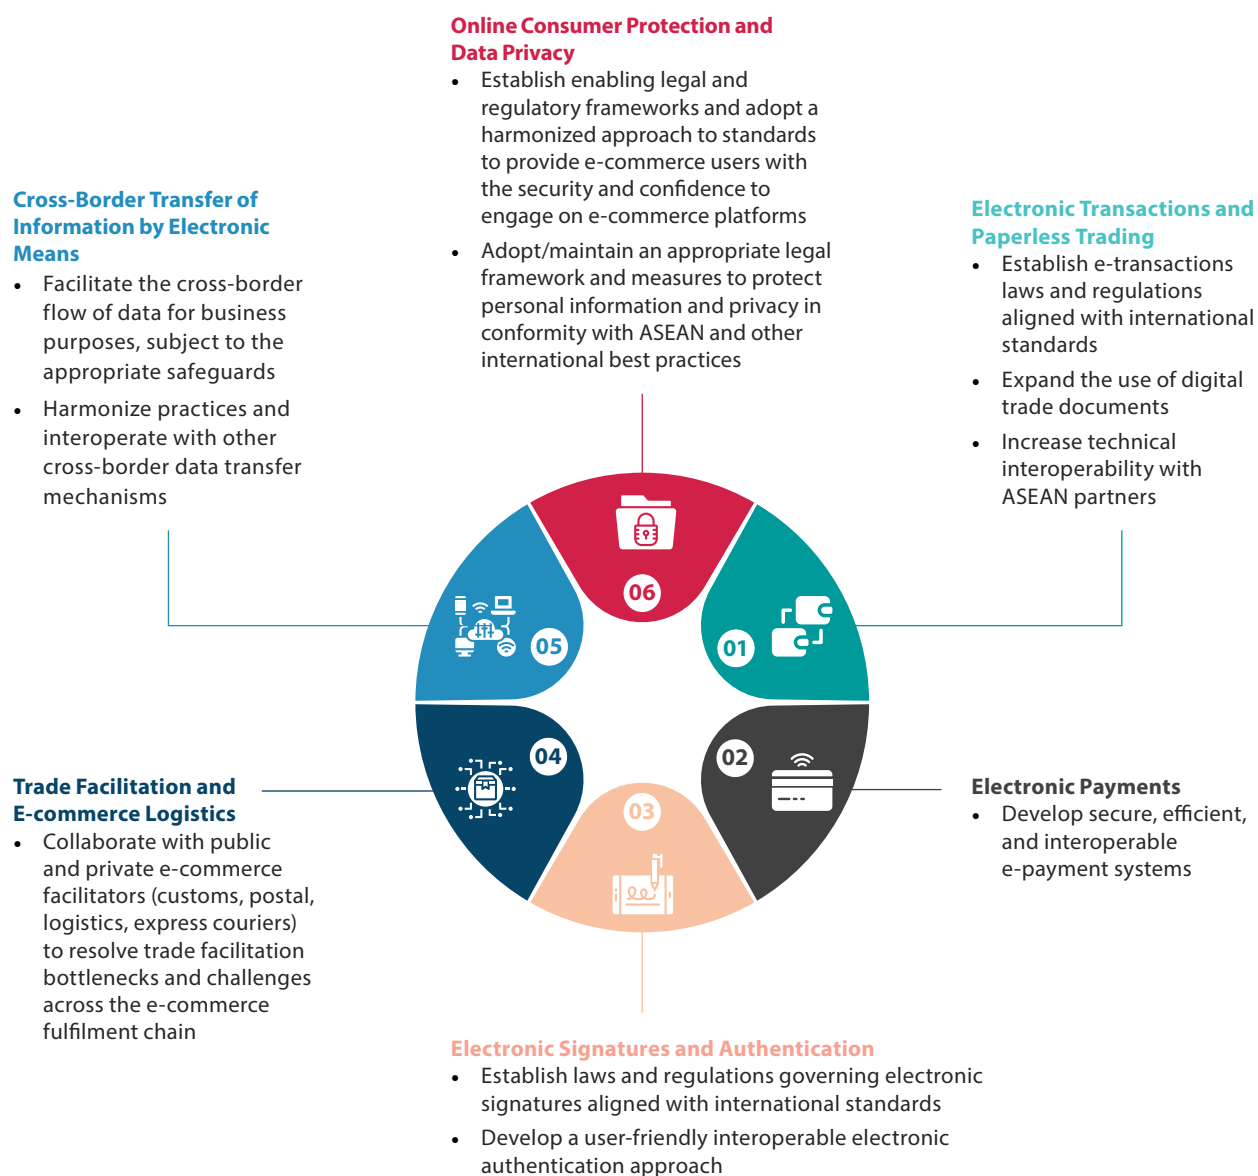 Online Consumer Protection and
Data Privacy
• Establish enabling legal and
regulatory frameworks and adopt a
harmonized approach to standards
to provide e-commerce users with
the security and confidence to
engage on e-commerce platforms
• Adopt/maintain an appropriate legal
framework and measures to protect
personal information and privacy in
conformity with ASEAN and other
international best practices
Cross-Border Transfer of
Information by Electronic
Means
• Facilitate the cross-border
flow of data for business
purposes, subject to the
appropriate safeguards
• Harmonize practices and
interoperate with other
cross-border data transfer
mechanisms
Electronic Transactions and
Paperless Trading
• Establish e-transactions
laws and regulations
aligned with international
standards
• Expand the use of digital
trade documents
• Increase technical
interoperability with
ASEAN partners
06
05
01
04
02
03
Trade Facilitation and
E-commerce Logistics
• Collaborate with public
and private e-commerce
facilitators (customs, postal,
logistics, express couriers)
to resolve trade facilitation
bottlenecks and challenges
across the e-commerce
fulfilment chain
Electronic Payments
• Develop secure, efficient,
and interoperable
e-payment systems
Electronic Signatures and Authentication
• Establish laws and regulations governing electronic
signatures aligned with international standards
• Develop a user-friendly interoperable electronic
authentication approach